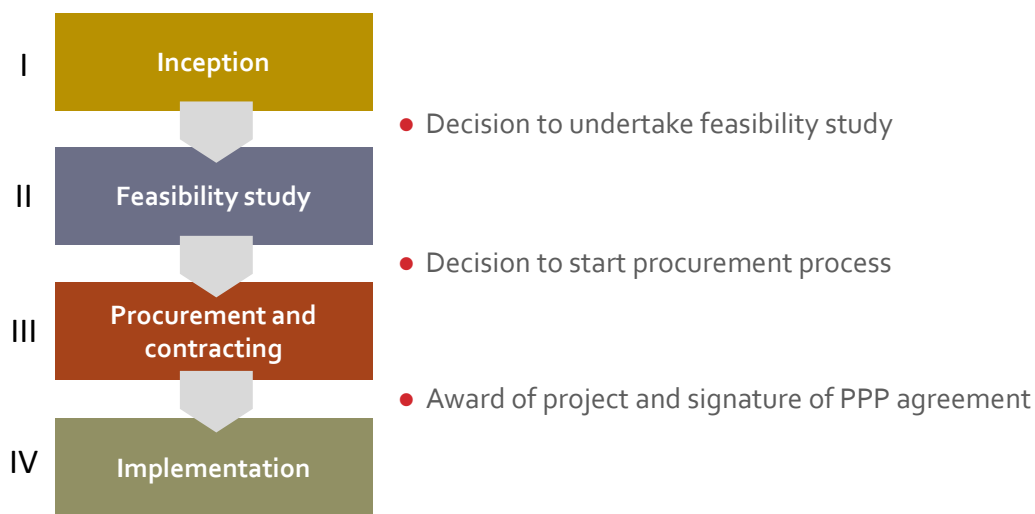 I
Inception
Decision to undertake feasibility study
II
Feasibility study
Decision to start procurement process
III
Procurement and
contracting
Award of project and signature of PPP agreement
IV
Implementation